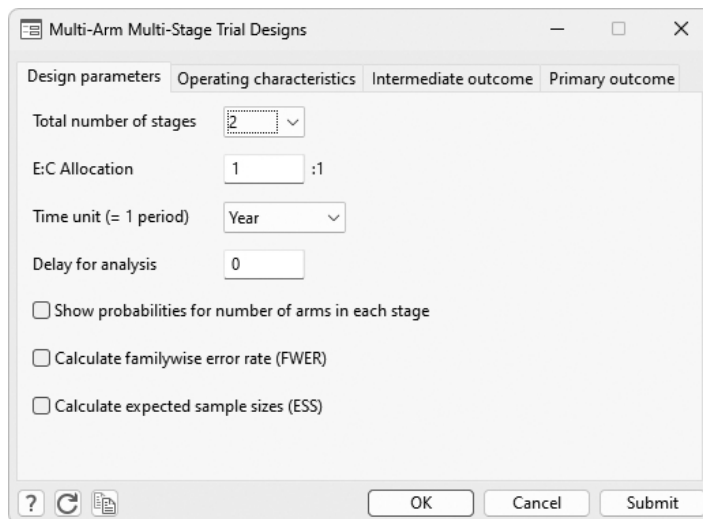 Multi-Arm Multi-Stage Trial Designs
Design parameters Operating characteristics Intermediate outcome Primary outcome
Total number of stages 2
E:C Allocation 1 :1
Time unit (= 1 period) Year
Delay for analysis 0
Show probabilities for number of arms in each stage
Calculate familywise error rate (FWER)
Calculate expected sample sizes (ESS)
? OK Cancel Submit